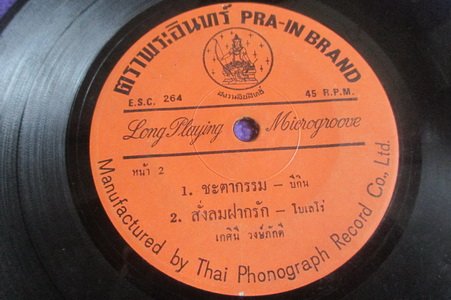 ตราพระอินทร์ PRA-IN BRAND
E.S.C. 264
45 R.P.M.
Long Playing Microgroove
หน้า 2
1. ชะตากรรม - บีกิน
2. สั่งลมฝากรัก - โบเลโร่
เกศินี วงษ์ภักดี
Manufactured by Thai Phonograph Record Co., Ltd.